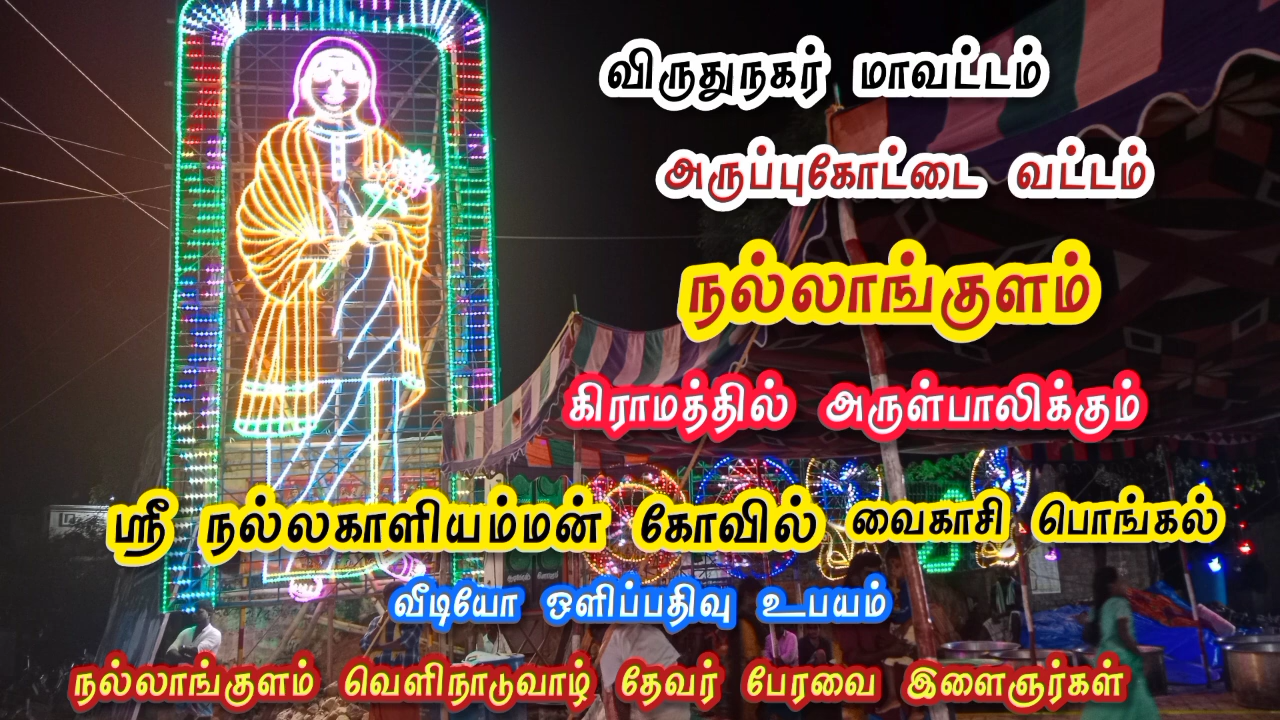 விருதுநகர் மாவட்டம்
அருப்புகோட்டை வட்டம்
நல்லாங்குளம்
கிராமத்தில் அருள்பாலிக்கும்
ஸ்ரீ நல்லகாளியம்மன் கோவில் வைகாசி பொங்கல்
வீடியோ ஒளிப்பதிவு உபயம்
நல்லாங்குளம் வெளிநாடுவாழ் தேவர் பேரவை இளைஞர்கள்